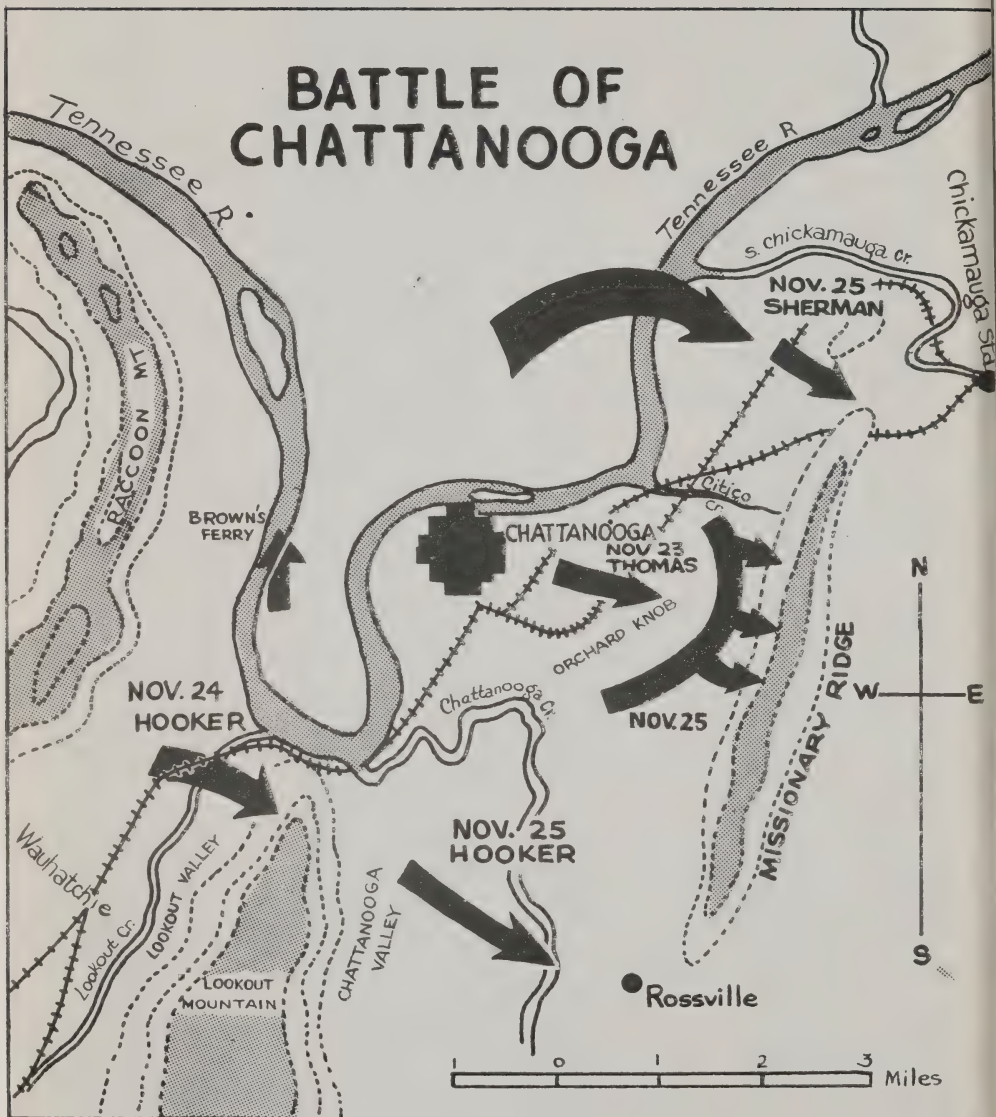 BATTLE OF
CHATTANOOGA
Tennessee R.
Tennessee R
S. Chickamauga Cr.
Chickamauga Sta
NOV. 25
SHERMAN
RACCOON MT
BROWN'S
FERRY
CHATTANOOGA
Citico
Cr.
NOV 23
THOMAS
ORCHARD KNOB
N
W
E
S
NOV. 24
HOOKER
Chattanooga Cr.
NOV. 25
MISSIONARY RIDGE
NOV. 25
HOOKER
Wauhatchie
Lookout Cr.
LOOKOUT VALLEY
CHATTANOOGA
VALLEY
LOOKOUT
MOUNTAIN
Rossville
1 0 1 2 3
Miles